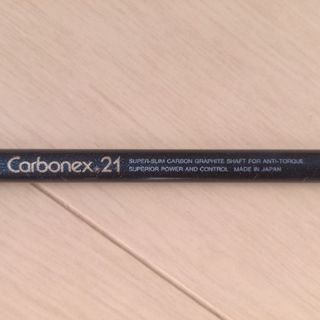 Carbonex 21
SUPER-SLIM CARBON GRAPHITE SHAFT FOR ANTI-TORQUE.
SUPERIOR POWER AND CONTROL. MADE IN JAPAN